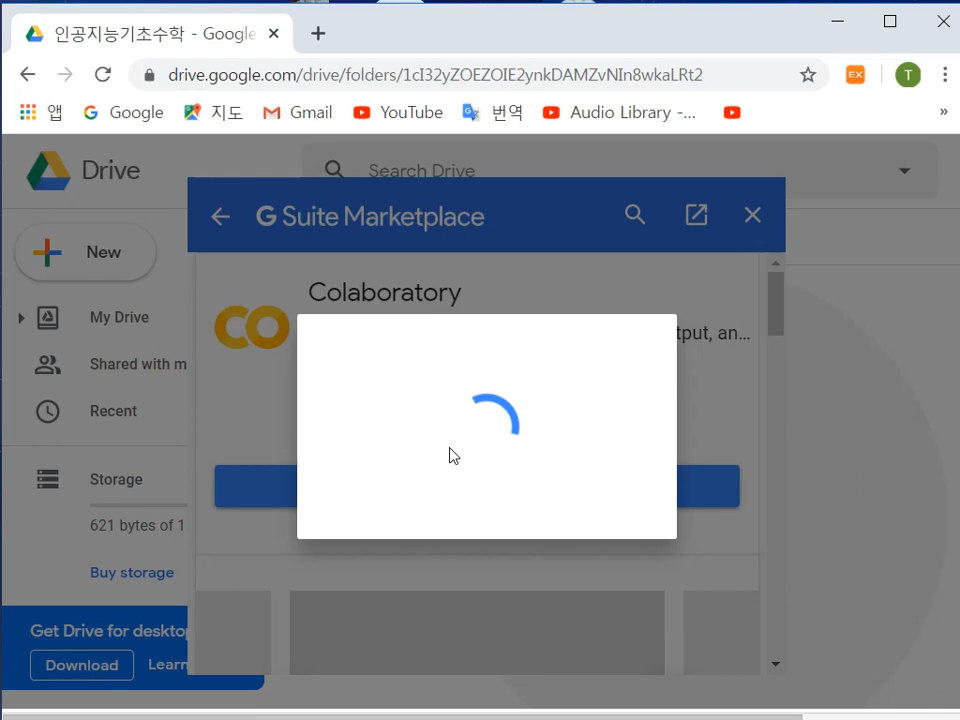 인공지능기초수학 - Google
drive.google.com/drive/folders/1cI32yZOEZOIE2ynkDAMZvNIn8wkaLRt2
EX
T
앱
Google
지도
Gmail
YouTube
번역
Audio Library -...
»
Drive
Search Drive
G Suite Marketplace
New
Colaboratory
CO
tput, an...
My Drive
Shared with m
Recent
Storage
621 bytes of 1
Buy storage
Get Drive for deskto
Download
Learn